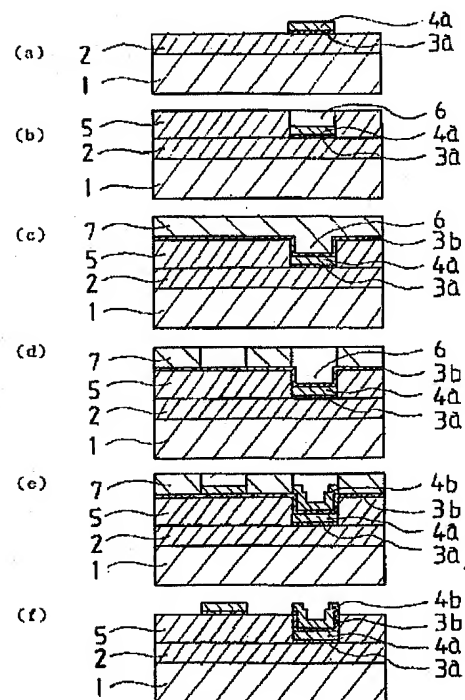 4a
(a) 2 3a
1
6
5
(b) 4a
2 3a
1
6
(c) 7 3b
5 4a
2 3a
1
(d) 7 6
5 3b
2 4a
1 3a
(e) 7 4b
5 3b
2 4a
1 3a
(f) 4b
5 3b
2 4a
1 3a